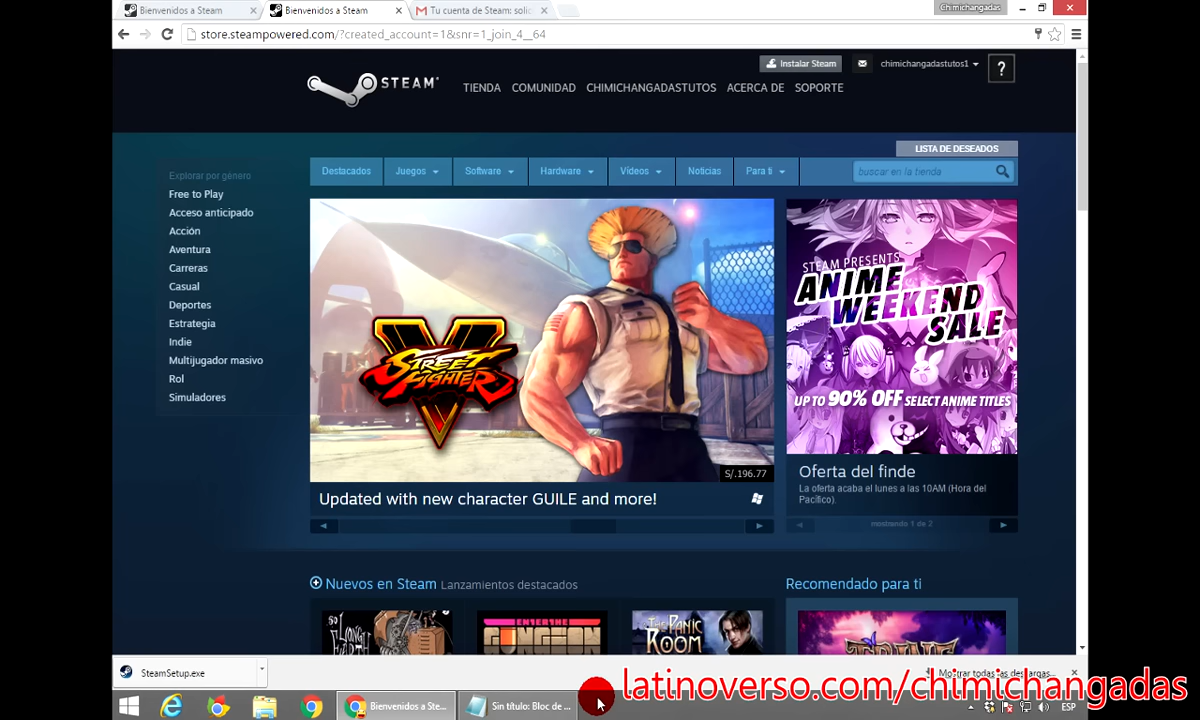 Bienvenidos a Steam
Bienvenidos a Steam
Tu cuenta de Steam: solic
Chimichangadas
store.steampowered.com/?created_account=1&snr=1_join_4__64
Instalar Steam
chimichangadastutos1
?
STEAM
TIENDA COMUNIDAD CHIMICHANGADASTUTOS ACERCA DE SOPORTE
LISTA DE DESEADOS
Destacados Juegos Software Hardware Vídeos Noticias Para ti
buscar en la tienda
Explorar por género
Free to Play
Acceso anticipado
Acción
Aventura
Carreras
Casual
Deportes
Estrategia
Indie
Multijugador masivo
Rol
Simuladores
V
STREET
FIGHTER
S/.196.77
Updated with new character GUILE and more!
STEAM PRESENTS
ANIME
WEEKEND
SALE
UP TO 90% OFF SELECT ANIME TITLES
Oferta del finde
La oferta acaba el lunes a las 10AM (Hora del
Pacífico).
mostrando 1 de 2
Nuevos en Steam Lanzamientos destacados
Recomendado para ti
ENTER THE
GUNGEON
THE PANIC
ROOM
TRINE
SteamSetup.exe
Mostrar todas las descargas...
latinoverso.com/chimichangadas
Bienvenidos a Ste...
Sin título: Bloc de ...
ESP